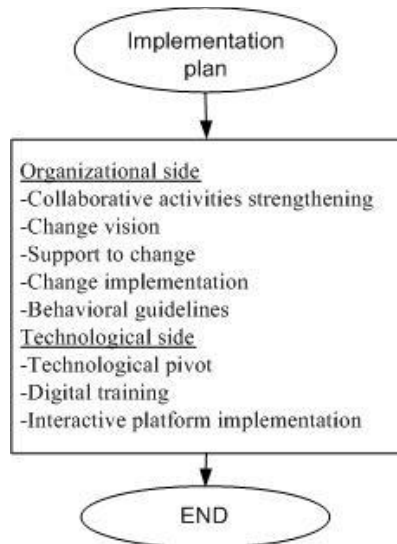 Implementation
plan
Organizational side
-Collaborative activities strengthening
-Change vision
-Support to change
-Change implementation
-Behavioral guidelines
Technological side
-Technological pivot
-Digital training
-Interactive platform implementation
END